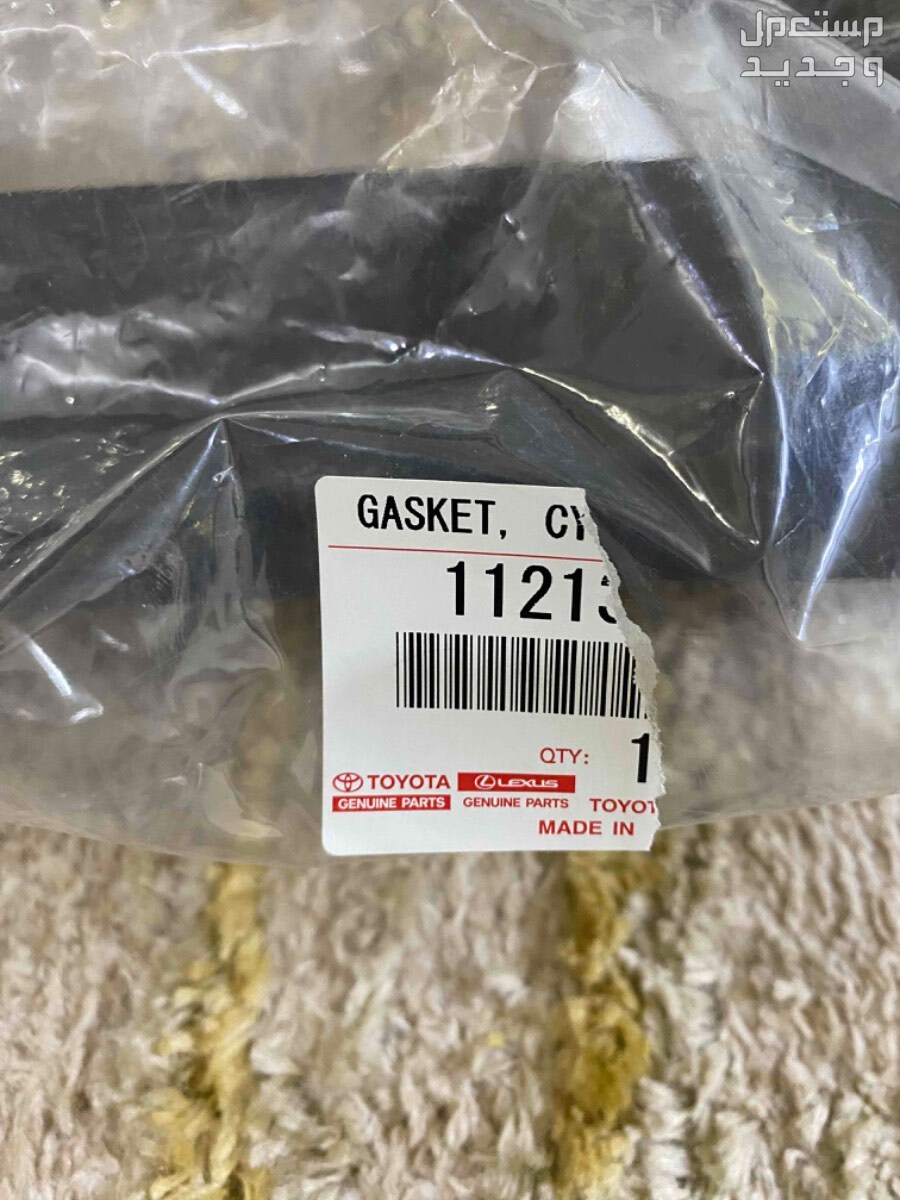 مستعمل
وجديد
GASKET, CY
11213
QTY: 1
TOYOTA LEXUS
GENUINE PARTS GENUINE PARTS TOYOT
MADE IN